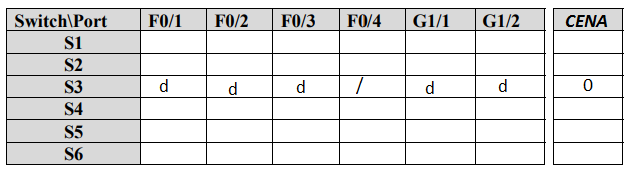 Switch\Port F0/1 F0/2 F0/3 F0/4 G1/1 G1/2 CENA
S1
S2
S3 d d d / d d 0
S4
S5
S6